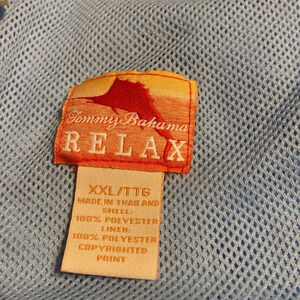 Tommy Bahama
RELAX
XXL/TTG
MADE IN THAILAND
SHELL:
100% POLYESTER
LINER:
100% POLYESTER
COPYRIGHTED
PRINT